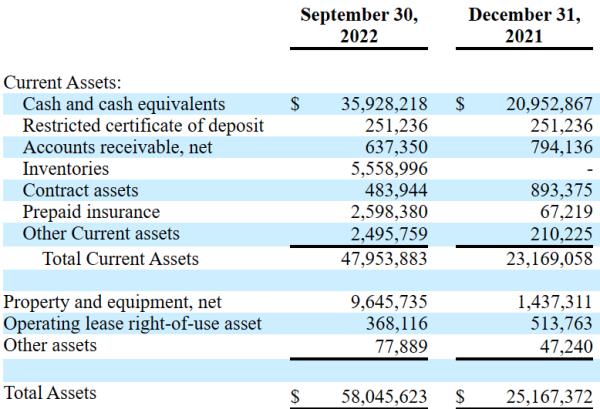 September 30, December 31,
2022 2021
Current Assets:
Cash and cash equivalents $ 35,928,218 $ 20,952,867
Restricted certificate of deposit 251,236 251,236
Accounts receivable, net 637,350 794,136
Inventories 5,558,996 -
Contract assets 483,944 893,375
Prepaid insurance 2,598,380 67,219
Other Current assets 2,495,759 210,225
Total Current Assets 47,953,883 23,169,058
Property and equipment, net 9,645,735 1,437,311
Operating lease right-of-use asset 368,116 513,763
Other assets 77,889 47,240
Total Assets $ 58,045,623 $ 25,167,372